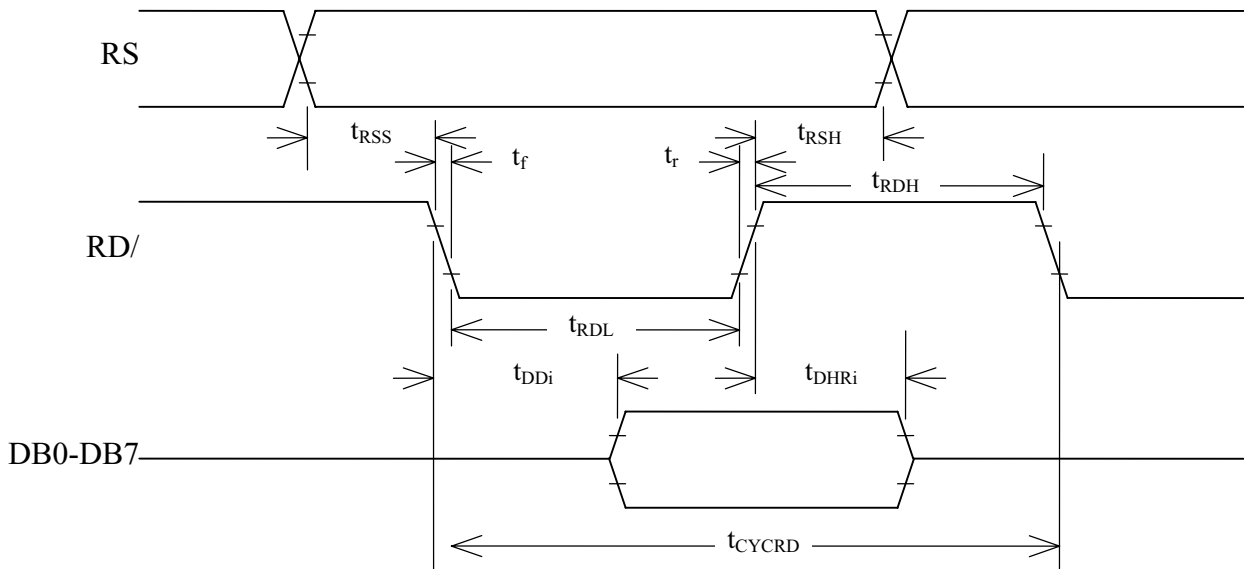 RS
tRSS
tRSH
tf
tr
tRDH
RD/
tRDL
tDDi
tDHRi
DB0-DB7
tCYCRD